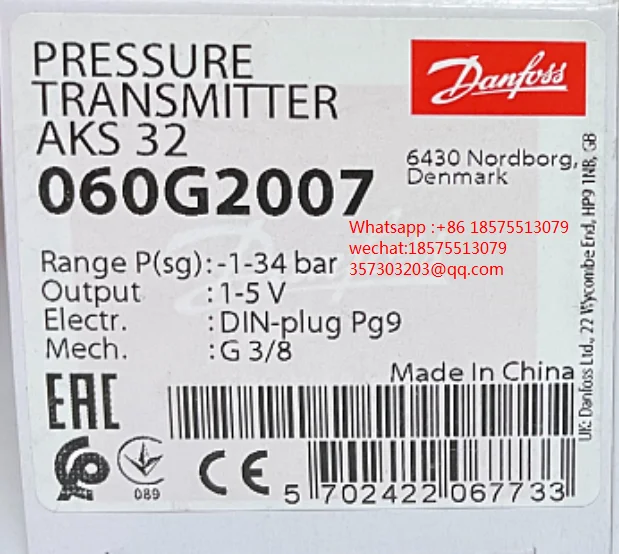 PRESSURE
TRANSMITTER
AKS 32
060G2007
Danfoss
6430 Nordborg,
Denmark
Whatsapp :+86 18575513079
wechat:18575513079
357303203@qq.com
Range P(sg):-1-34 bar
Output :1-5 V
Electr. :DIN-plug Pg9
Mech. :G 3/8
Made In China
EAC
089
CE
5 702422 067733
UK: Danfoss Ltd., 22 Wycombe End, HP9 1NB, GB